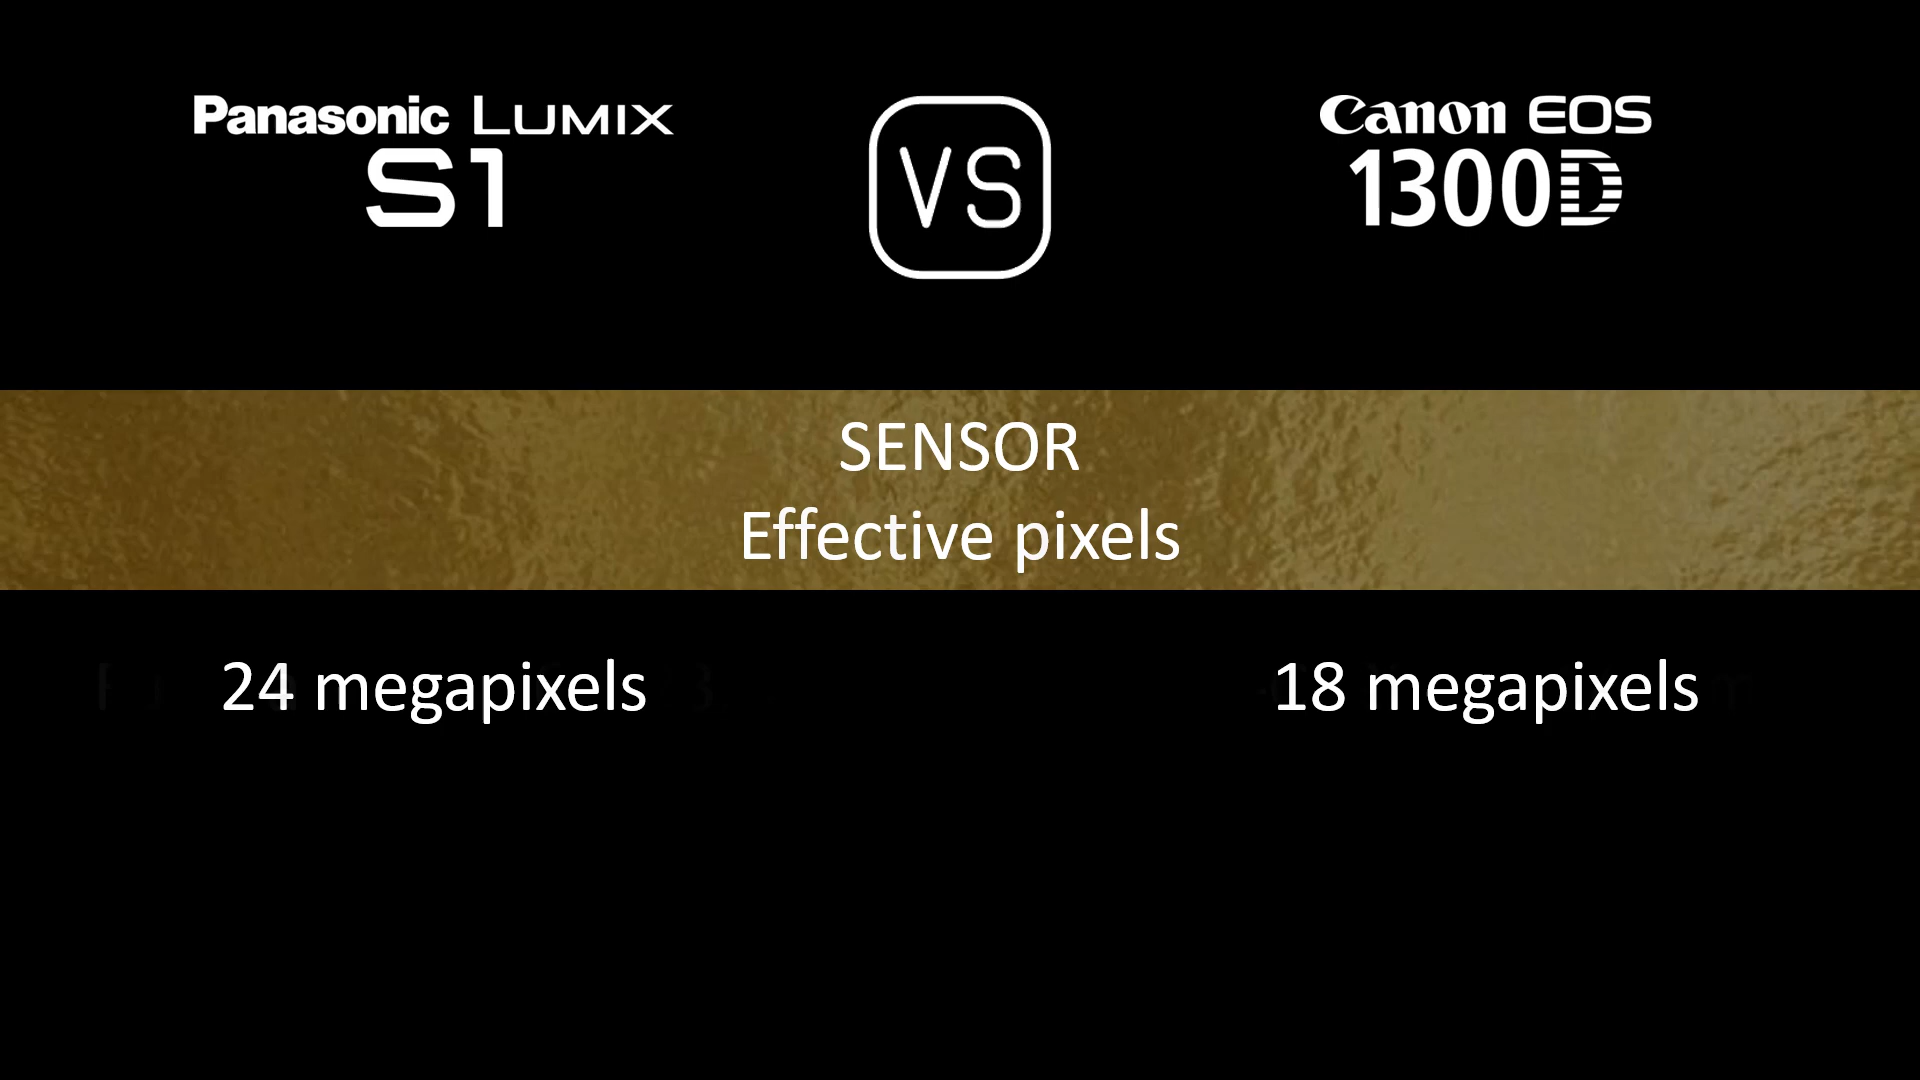 Panasonic LUMIX
S1
VS
Canon EOS
1300D
SENSOR
Effective pixels
24 megapixels
18 megapixels